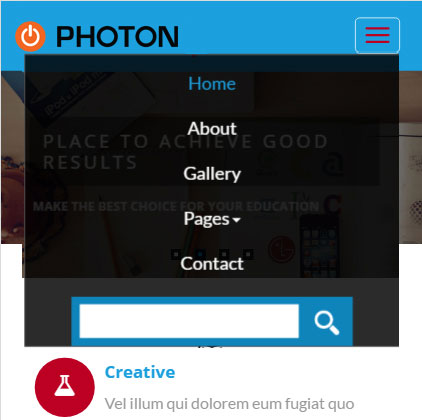 PHOTON
Home
PLACE TO ACHIEVE GOOD
RESULTS
About
Gallery
MAKE THE BEST CHOICE FOR YOUR EDUCATION
Pages
Contact
Creative
Vel illum qui dolorem eum fugiat quo